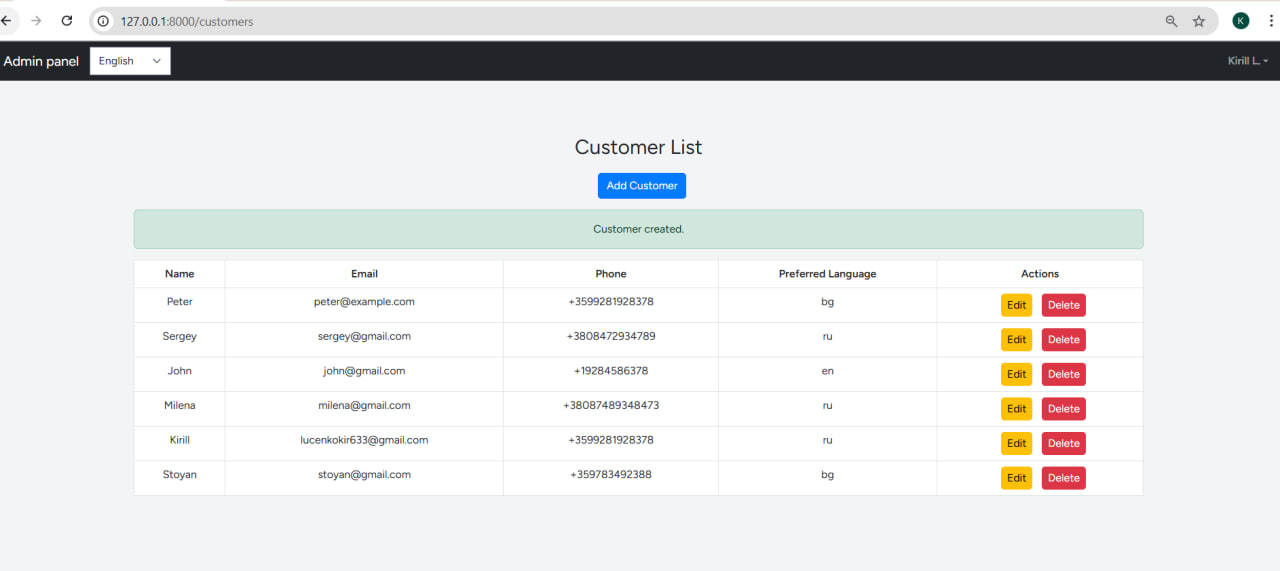 127.0.0.1:8000/customers
K
Admin panel English Kirill L.
Customer List
Add Customer
Customer created.
Name Email Phone Preferred Language Actions
Peter peter@example.com +3599281928378 bg Edit Delete
Sergey sergey@gmail.com +3808472934789 ru Edit Delete
John john@gmail.com +19284586378 en Edit Delete
Milena milena@gmail.com +38087489348473 ru Edit Delete
Kirill lucenkokir633@gmail.com +3599281928378 ru Edit Delete
Stoyan stoyan@gmail.com +359783492388 bg Edit Delete